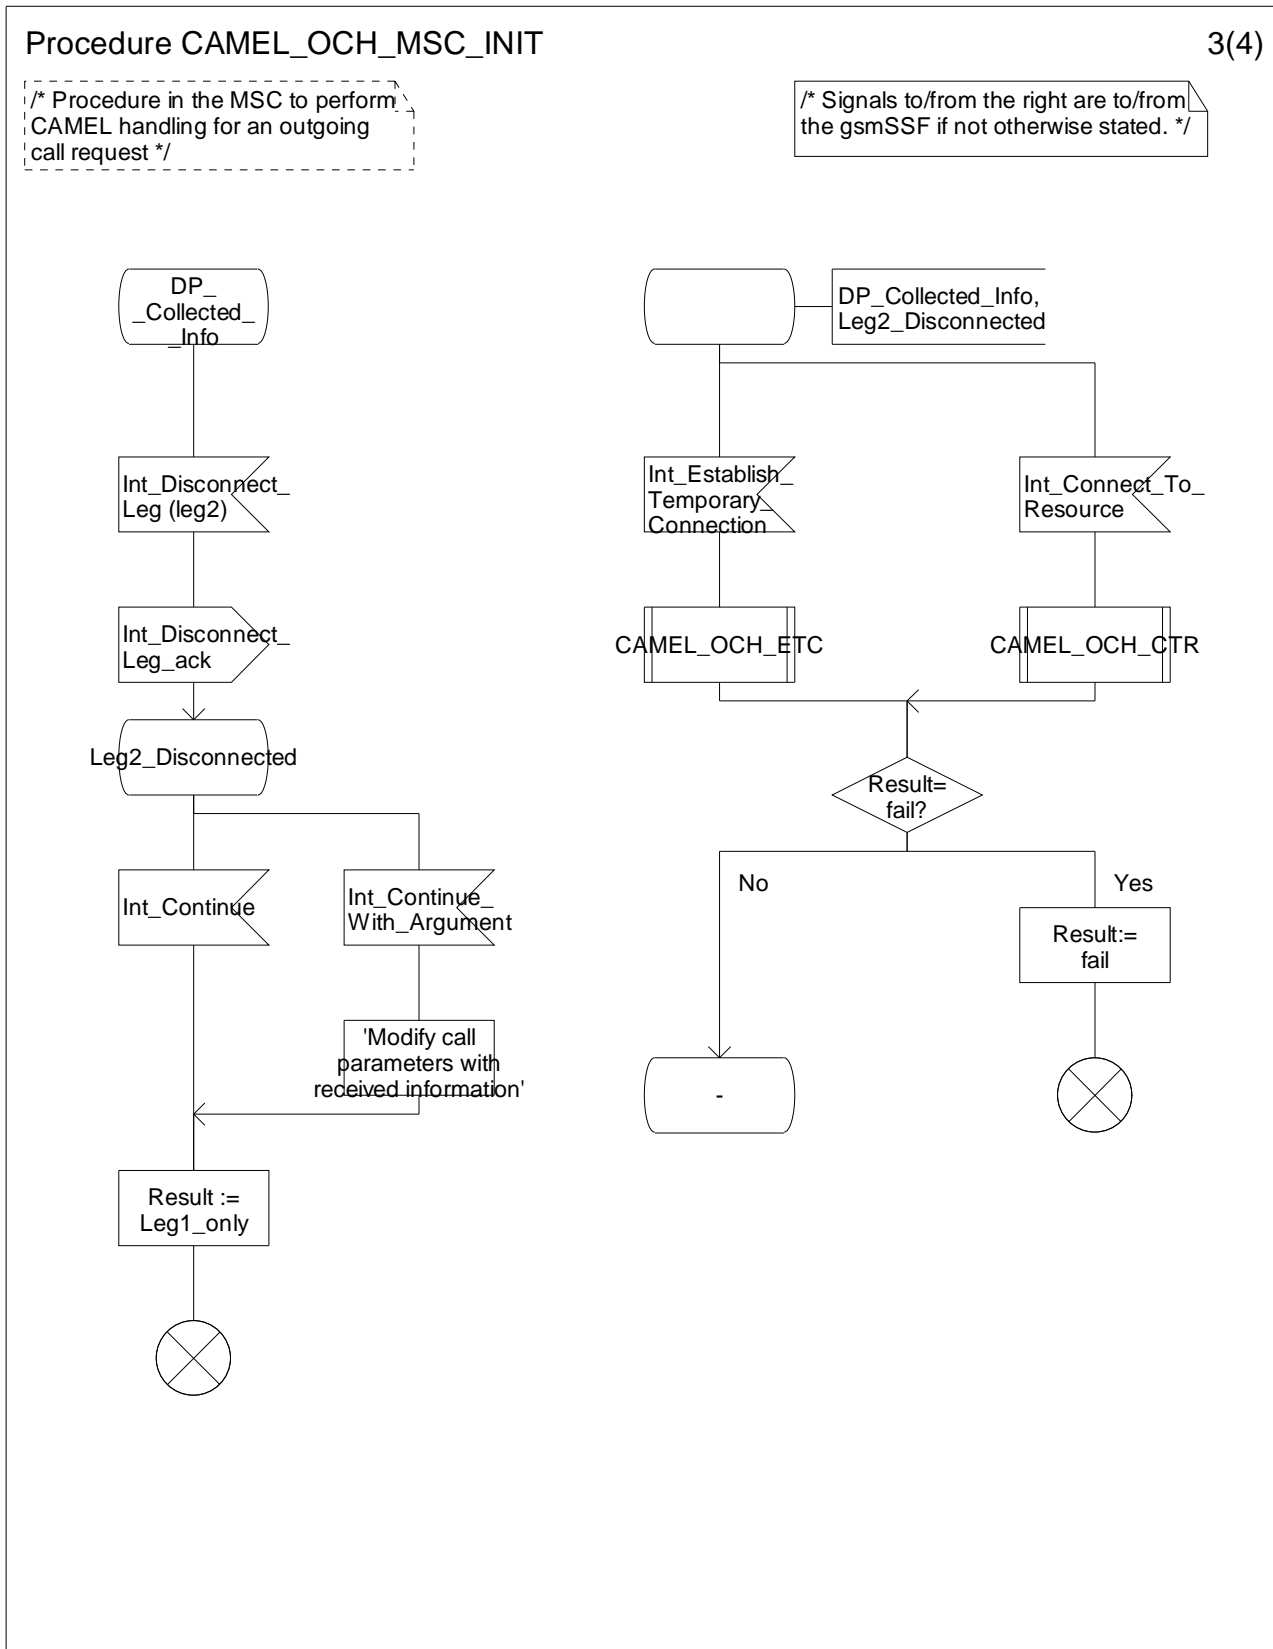 Procedure CAMEL_OCH_MSC_INIT
3(4)
/* Procedure in the MSC to perform
CAMEL handling for an outgoing
call request */
/* Signals to/from the right are to/from
the gsmSSF if not otherwise stated. */
DP_
_Collected_
_Info
Int_Disconnect_
Leg (leg2)
Int_Disconnect_
Leg_ack
Leg2_Disconnected
Int_Continue
Int_Continue_
With_Argument
'Modify call
parameters with
received information'
Result :=
Leg1_only
DP_Collected_Info,
Leg2_Disconnected
Int_Establish_
Temporary_
Connection
Int_Connect_To_
Resource
CAMEL_OCH_ETC
CAMEL_OCH_CTR
Result=
fail?
No
Yes
Result:=
fail
-